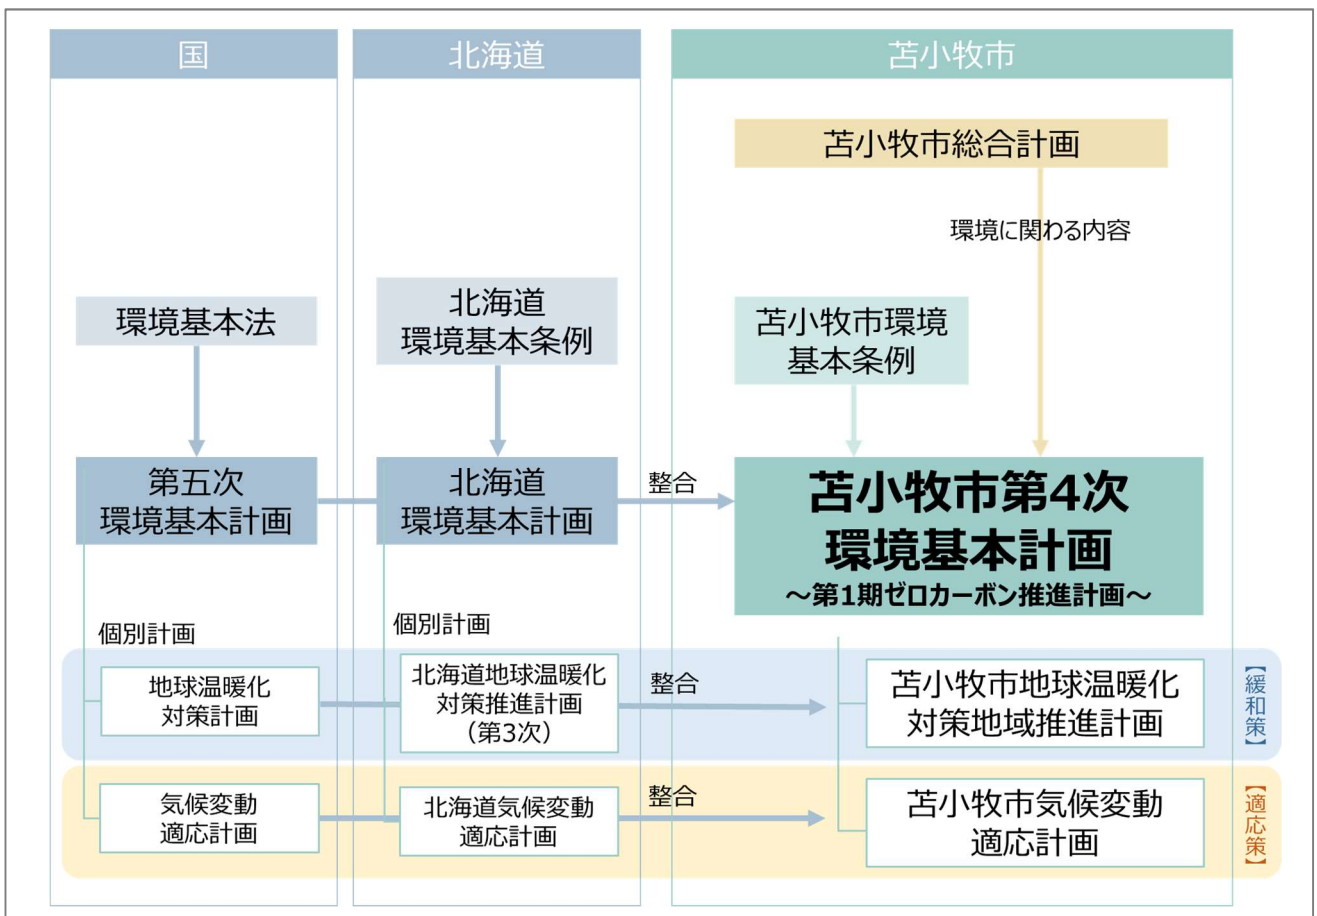 国
北海道
苫小牧市
苫小牧市総合計画
環境に関わる内容
環境基本法
北海道
環境基本条例
苫小牧市環境
基本条例
第五次
環境基本計画
北海道
環境基本計画
整合
苫小牧市第4次
環境基本計画
～第1期ゼロカーボン推進計画～
個別計画
個別計画
地球温暖化
対策計画
北海道地球温暖化
対策推進計画
（第3次）
整合
苫小牧市地球温暖化
対策地域推進計画
【緩和策】
気候変動
適応計画
北海道気候変動
適応計画
整合
苫小牧市気候変動
適応計画
【適応策】